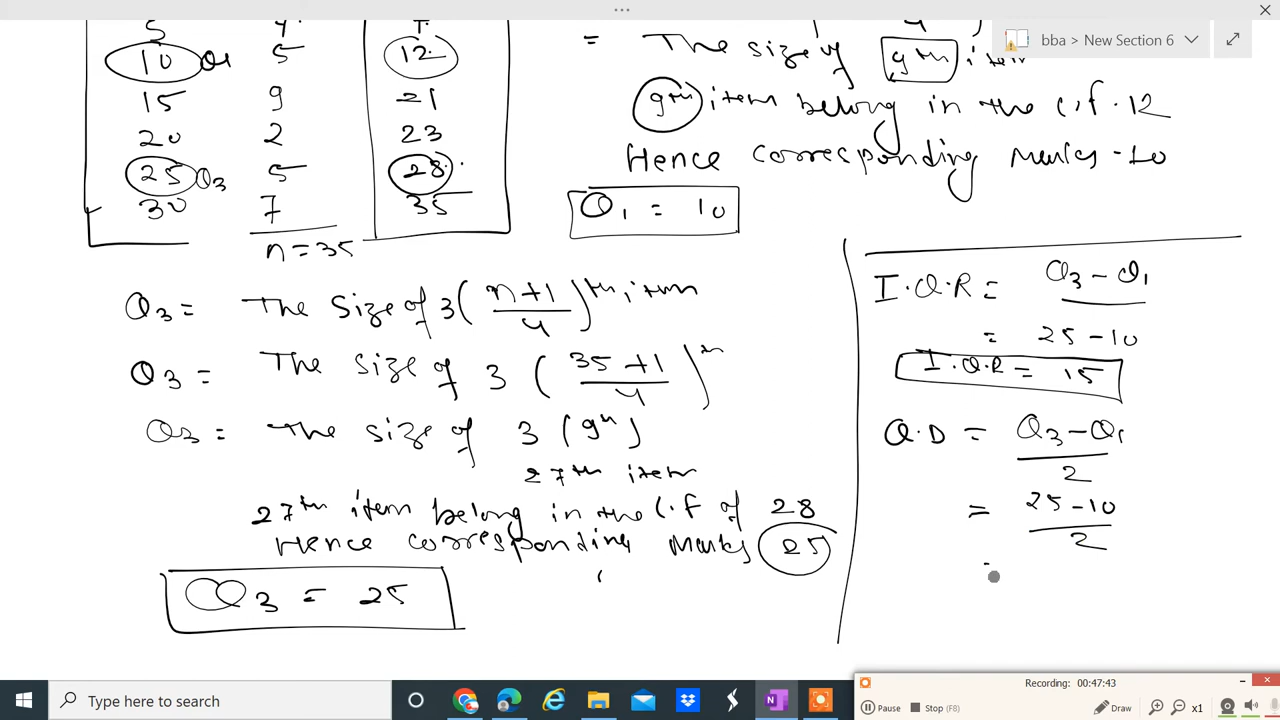 bba > New Section 6
5 4
10 Q1 5 12
15 9 21
20 2 23
25 Q3 5 28
30 7 35
n = 35
= The size of 9th item
9th item belong in the C.f. 12
Hence corresponding marks - 10
Q1 = 10
Q3 = The size of 3(n+1/4)th item
Q3 = The size of 3 (35+1/4)th
Q3 = The size of 3 (9th)
27th item
27th item belong in the C.f of 28
Hence corresponding marks 25
Q3 = 25
I.Q.R = Q3 - Q1
= 25 - 10
I.Q.R = 15
Q.D = Q3 - Q1
2
= 25 - 10
2
Recording: 00:47:43
Pause Stop (F8) Draw x1
Type here to search